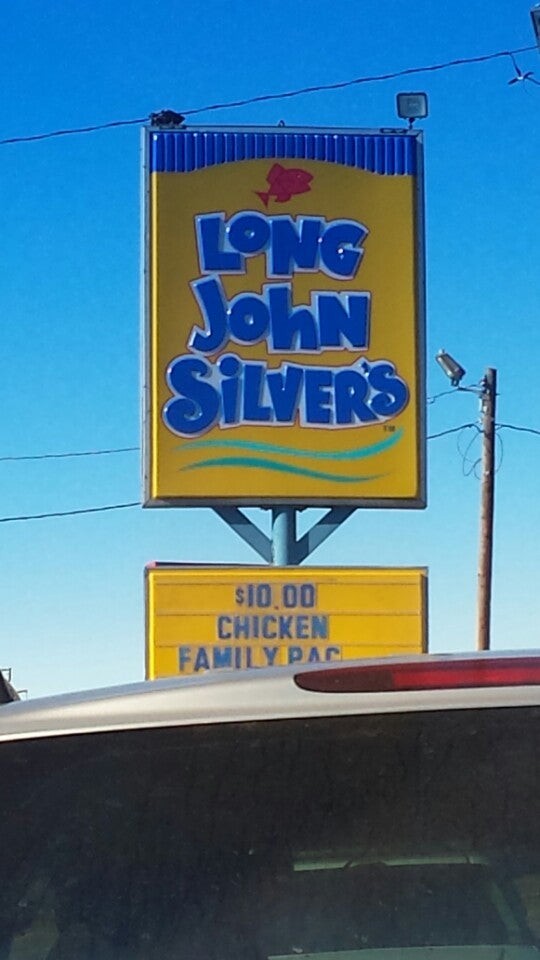 LONG
JOHN
SILVER'S
TM
$10.00
CHICKEN
FAMILY PAC